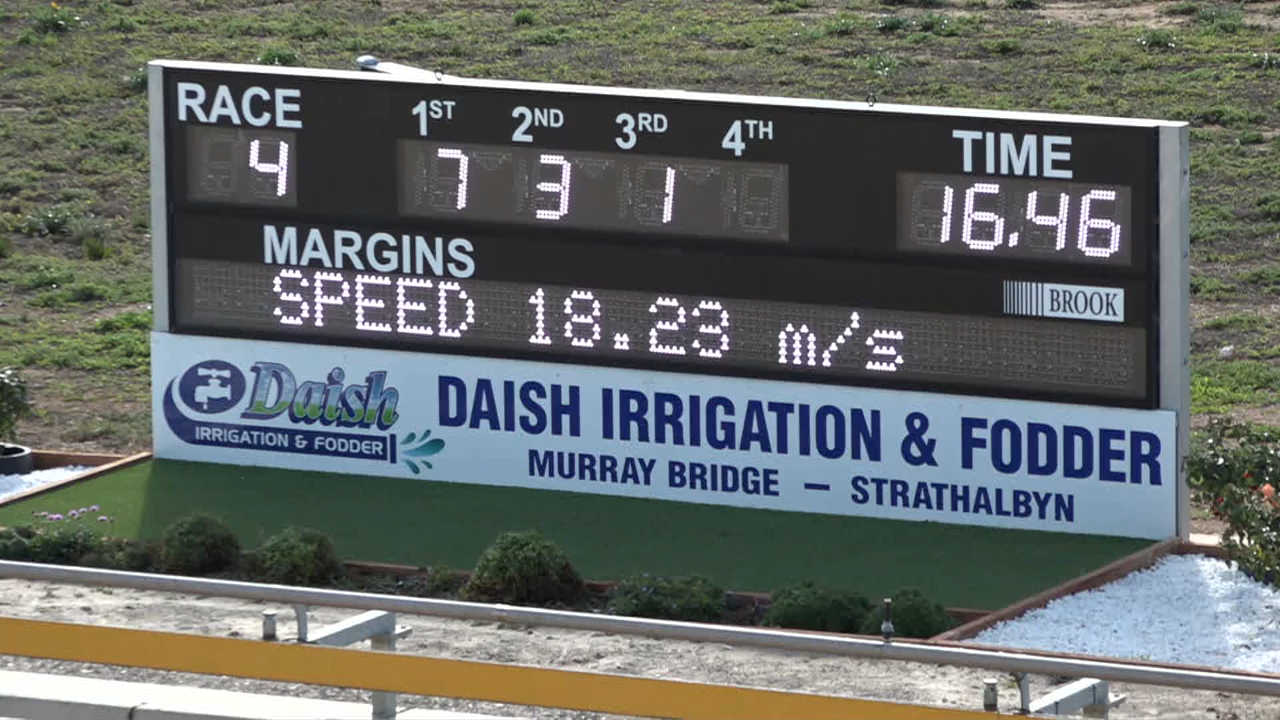 RACE 1ST 2ND 3RD 4TH TIME
4 7 3 1 16.46
MARGINS
BROOK
SPEED 18.23 m/s
Daish
IRRIGATION & FODDER
DAISH IRRIGATION & FODDER
MURRAY BRIDGE – STRATHALBYN